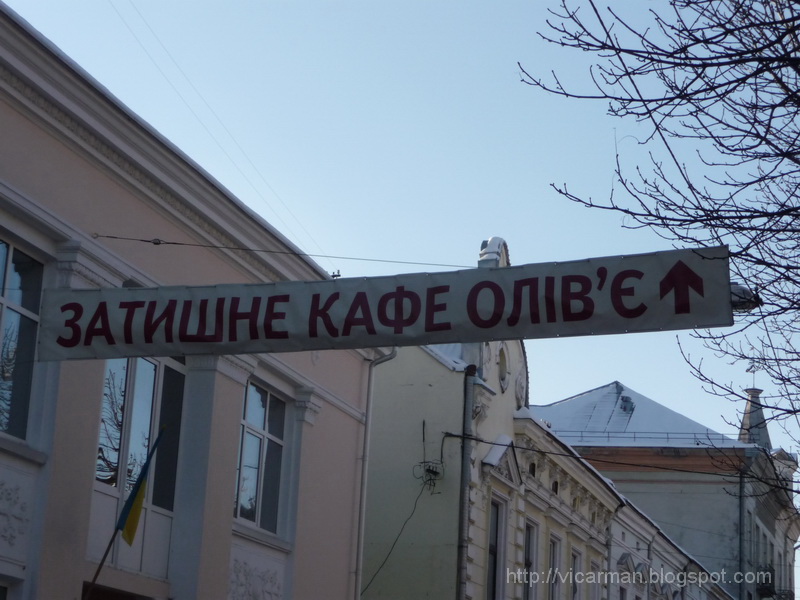 ЗАТИШНЕ КАФЕ ОЛІВ'Є
http://vicarman.blogspot.com